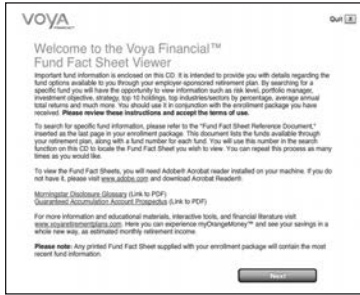 VOYA
FINANCIAL
Quit X
Welcome to the Voya Financial™
Fund Fact Sheet Viewer
Important fund information is enclosed on this CD. It is intended to provide you with details regarding the
fund options available to you through your employer sponsored retirement plan. By searching for a
specific fund you will have the opportunity to view information such as risk level, portfolio manager,
investment objective, strategy, top 10 holdings, top industries/sectors by percentage, average annual
total returns and much more. You should use it in conjunction with the enrollment package you have
received. Please review these instructions and accept the terms of use.
To search for specific fund information, please refer to the "Fund Fact Sheet Reference Document,"
inserted as the last page in your enrollment package. This document lists the funds available through
your retirement plan, along with a fund number for each fund. You will use this number in the search
function on this CD to locate the Fund Fact Sheet you wish to view. You can repeat this process as many
times as you would like.
To view the Fund Fact Sheets, you will need Adobe® Acrobat reader installed on your machine. If you do
not have it, please visit www.adobe.com and download Acrobat Reader®.
Morningstar Disclosure Glossary (Link to PDF)
Guaranteed Accumulation Account Prospectus (Link to PDF)
For more information and educational materials, interactive tools, and financial literature visit
www.voyaretirementplans.com. Here you can experience myOrangeMoney™ and see your savings in a
whole new way, as estimated monthly retirement income.
Please note: Any printed Fund Fact Sheet supplied with your enrollment package will contain the most
recent fund information.
Next